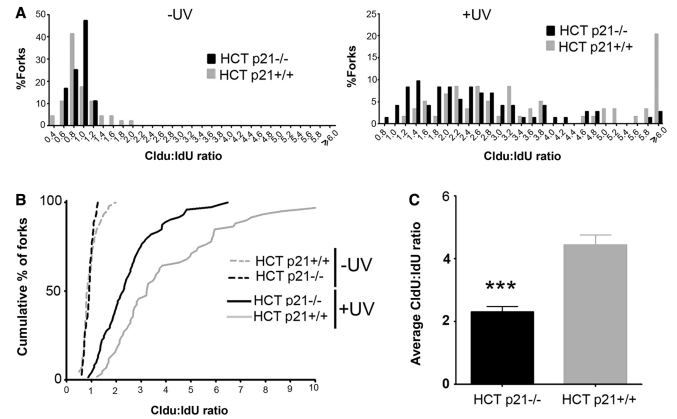 A
-UV
+UV
%Forks
50
40
30
20
10
0
HCT p21-/-
HCT p21+/+
0.4 0.6 0.8 1.0 1.2 1.4 1.6 1.8 2.0 2.2 2.4 2.6 2.8 3.0 3.2 3.4 3.6 3.8 4.0 4.2 4.4 4.6 4.8 5.0 5.2 5.4 5.6 5.8 ≥6.0
Cldu:IdU ratio
%Forks
25
20
15
10
5
0
HCT p21-/-
HCT p21+/+
0.8 1.0 1.2 1.4 1.6 1.8 2.0 2.2 2.4 2.6 2.8 3.0 3.2 3.4 3.6 3.8 4.0 4.2 4.4 4.6 4.8 5.0 5.2 5.4 5.6 5.8 ≥6.0
Cldu:IdU ratio
B
Cumulative % of forks
100
50
0
HCT p21+/+
HCT p21-/-
-UV
HCT p21-/-
HCT p21+/+
+UV
0 1 2 3 4 5 6 7 8 9 10
Cldu:IdU ratio
C
Average CldU:IdU ratio
6
4
2
0
***
HCT p21-/- HCT p21+/+